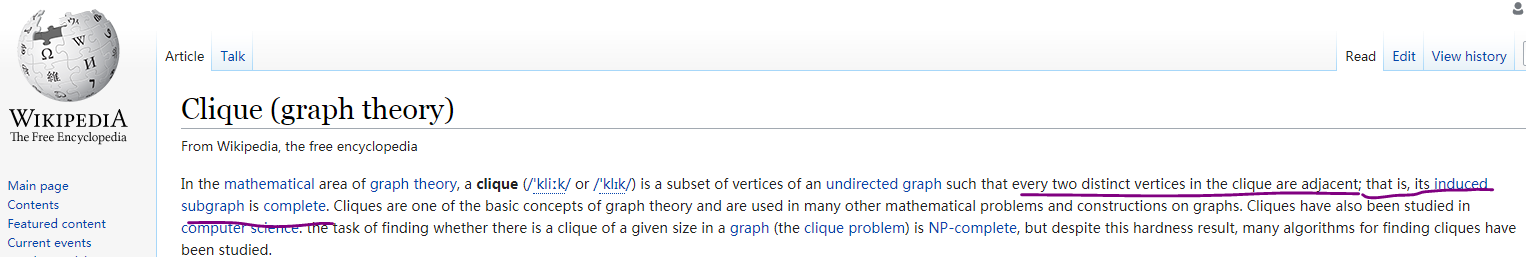 Article Talk Read Edit View history
WIKIPEDIA
The Free Encyclopedia
Clique (graph theory)
From Wikipedia, the free encyclopedia
Main page
Contents
Featured content
Current events
In the mathematical area of graph theory, a clique (/ˈkliːk/ or /ˈklɪk/) is a subset of vertices of an undirected graph such that every two distinct vertices in the clique are adjacent; that is, its induced
subgraph is complete. Cliques are one of the basic concepts of graph theory and are used in many other mathematical problems and constructions on graphs. Cliques have also been studied in
computer science: the task of finding whether there is a clique of a given size in a graph (the clique problem) is NP-complete, but despite this hardness result, many algorithms for finding cliques have
been studied.